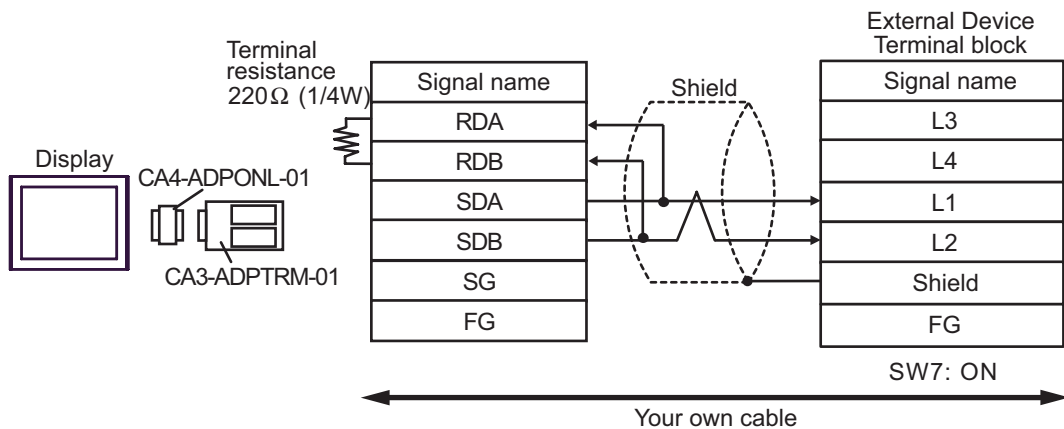 External Device
Terminal block
Terminal
resistance
220Ω (1/4W)
Signal name
Shield
Signal name
RDA
L3
Display
RDB
L4
CA4-ADPONL-01
SDA
L1
SDB
L2
CA3-ADPTRM-01
SG
Shield
FG
FG
SW7: ON
Your own cable